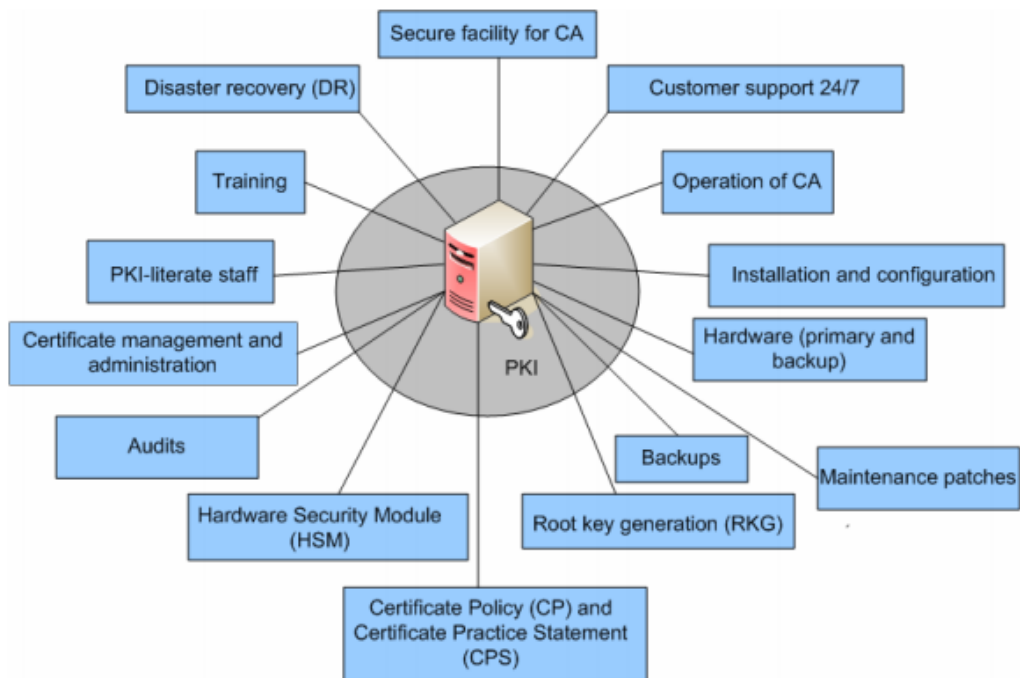 Secure facility for CA
Disaster recovery (DR)
Customer support 24/7
Training
Operation of CA
PKI-literate staff
Installation and configuration
Certificate management and
administration
Hardware (primary and
backup)
PKI
Audits
Backups
Maintenance patches
Hardware Security Module
(HSM)
Root key generation (RKG)
Certificate Policy (CP) and
Certificate Practice Statement
(CPS)